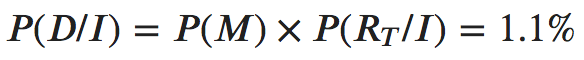 P(D/I) = P(M) × P(R_T/I) = 1.1%